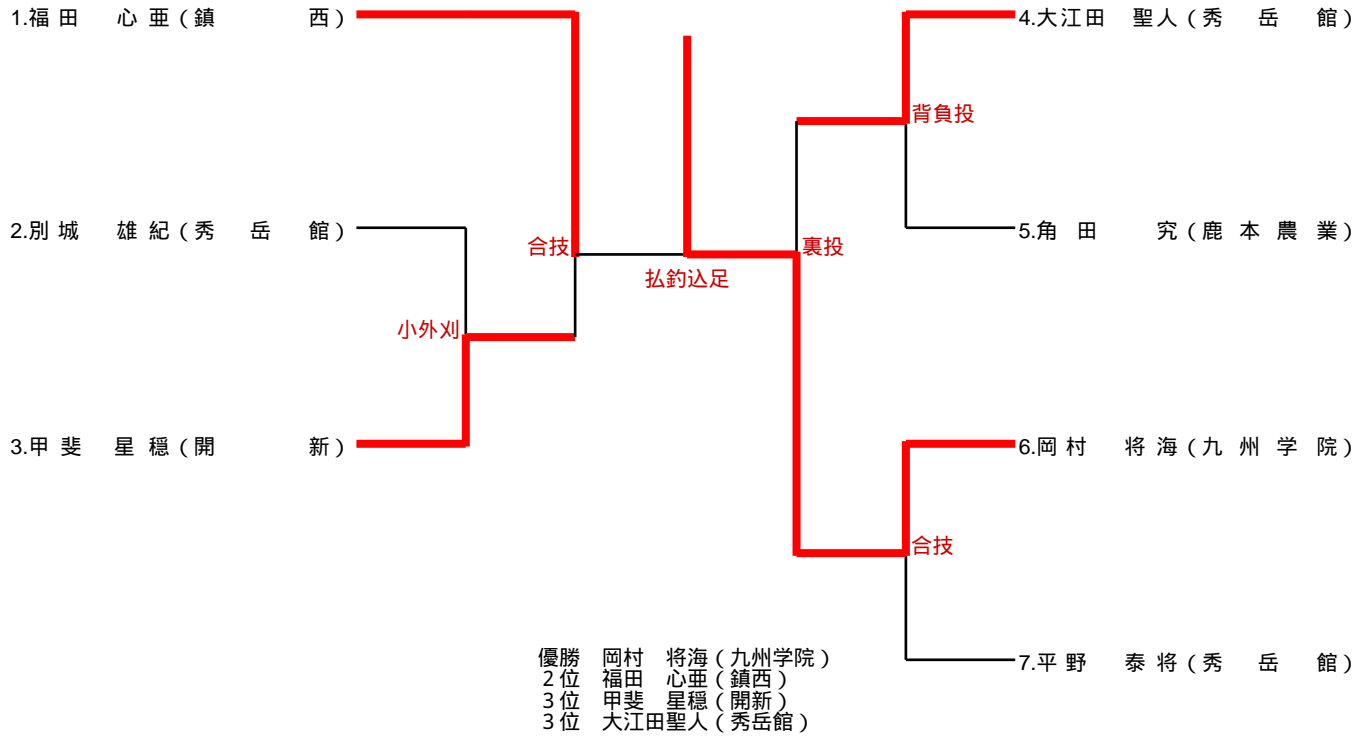 1.福田　心亜(鎮　西)
4.大江田　聖人(秀　岳　館)
背負投
2.別城　雄紀(秀　岳　館)
5.角田　究(鹿本農業)
合技
裏投
払釣込足
小外刈
3.甲斐　星穏(開　新)
6.岡村　将海(九州学院)
合技
優勝　岡村　将海(九州学院)
7.平野　泰将(秀　岳　館)
2位　福田　心亜(鎮西)
3位　甲斐　星穏(開新)
3位　大江田聖人(秀岳館)